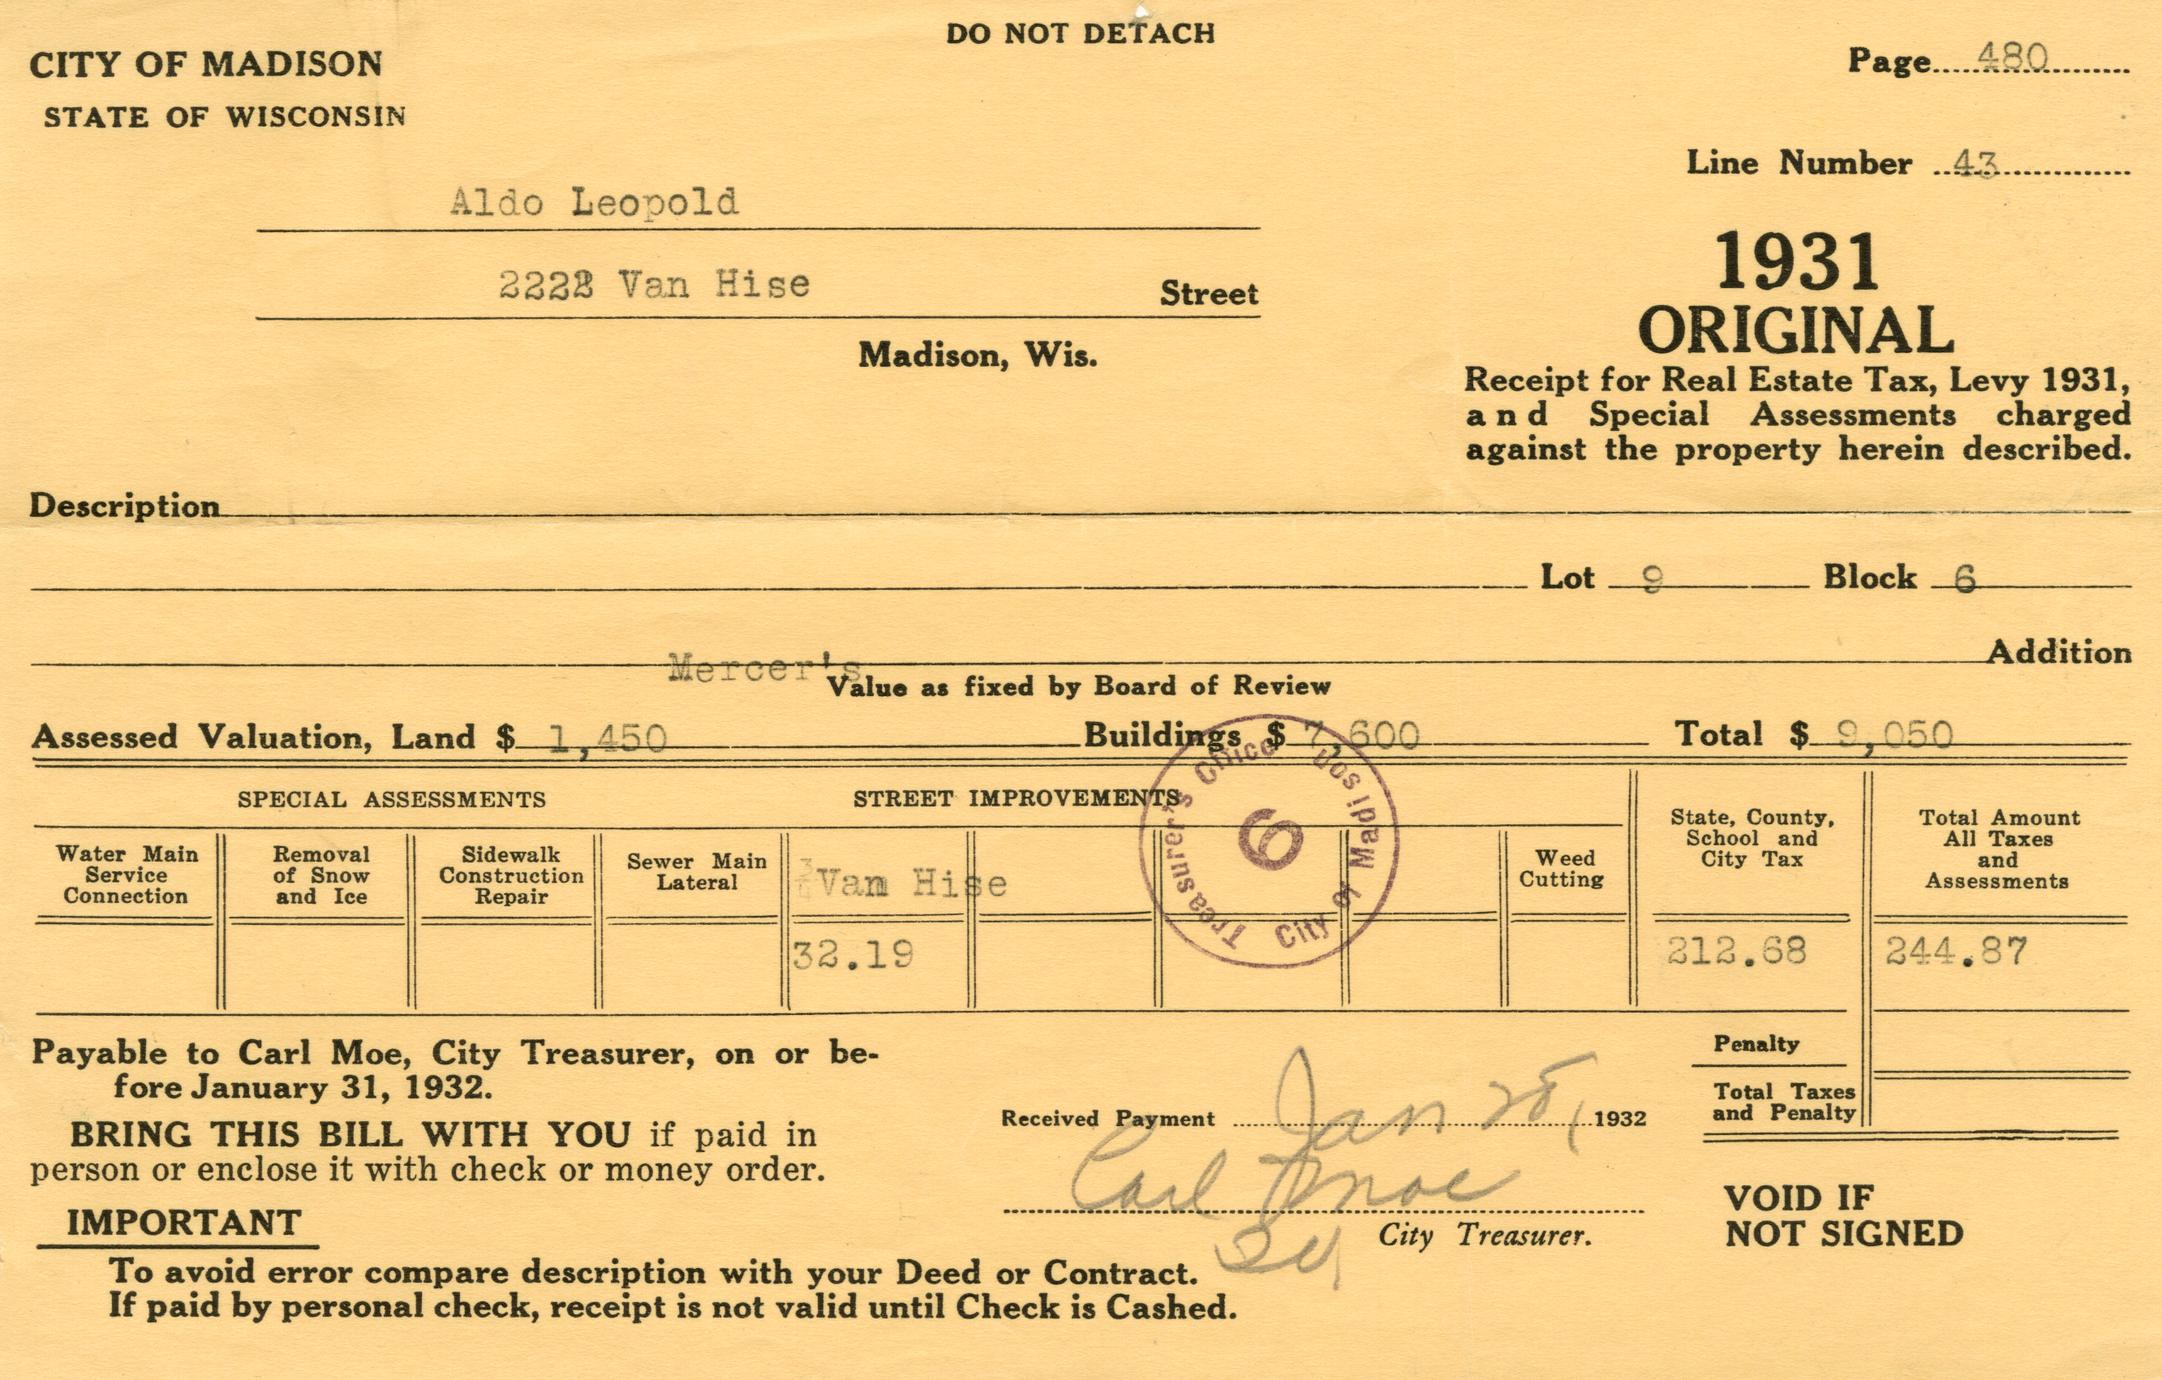 DO NOT DETACH
CITY OF MADISON
STATE OF WISCONSIN
Page 480
Line Number 43
Aldo Leopold
2222 Van Hise Street
Madison, Wis.
1931
ORIGINAL
Receipt for Real Estate Tax, Levy 1931,
and Special Assessments charged
against the property herein described.
Description
Lot 9 Block 6
Mercer's Addition
Value as fixed by Board of Review
Assessed Valuation, Land $ 1,450 Buildings $ 7,600 Total $ 9,050
SPECIAL ASSESSMENTS STREET IMPROVEMENTS
Water Main
Service
Connection
Removal
of Snow
and Ice
Sidewalk
Construction
Repair
Sewer Main
Lateral
Van Hise
Weed
Cutting
State, County,
School and
City Tax
Total Amount
All Taxes
and
Assessments
32.19 212.68 244.87
Treasurer's Office City of Madison
6
Penalty
Total Taxes
and Penalty
Payable to Carl Moe, City Treasurer, on or be-
fore January 31, 1932.
BRING THIS BILL WITH YOU if paid in
person or enclose it with check or money order.
Received Payment Jan 28, 1932
Carl Moe
City Treasurer.
VOID IF
NOT SIGNED
IMPORTANT
To avoid error compare description with your Deed or Contract.
If paid by personal check, receipt is not valid until Check is Cashed.